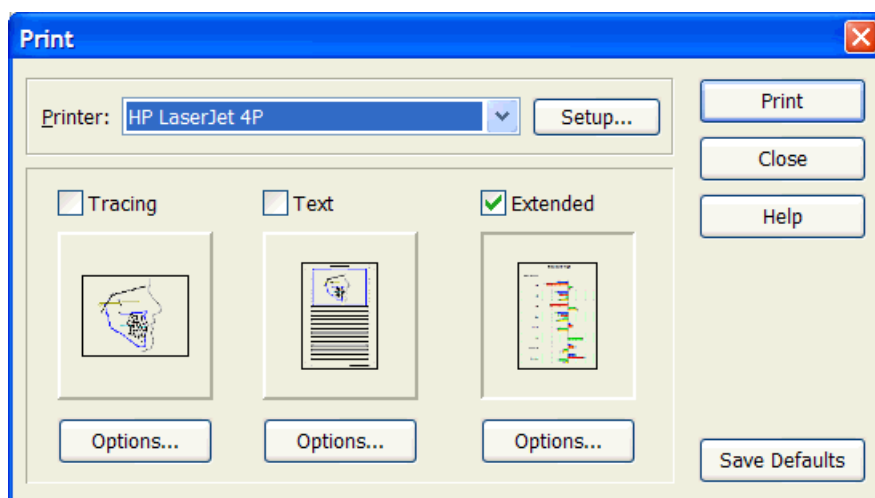 Print
Printer: HP LaserJet 4P Setup... Print
Close
Tracing Text Extended Help
Options... Options... Options...
Save Defaults